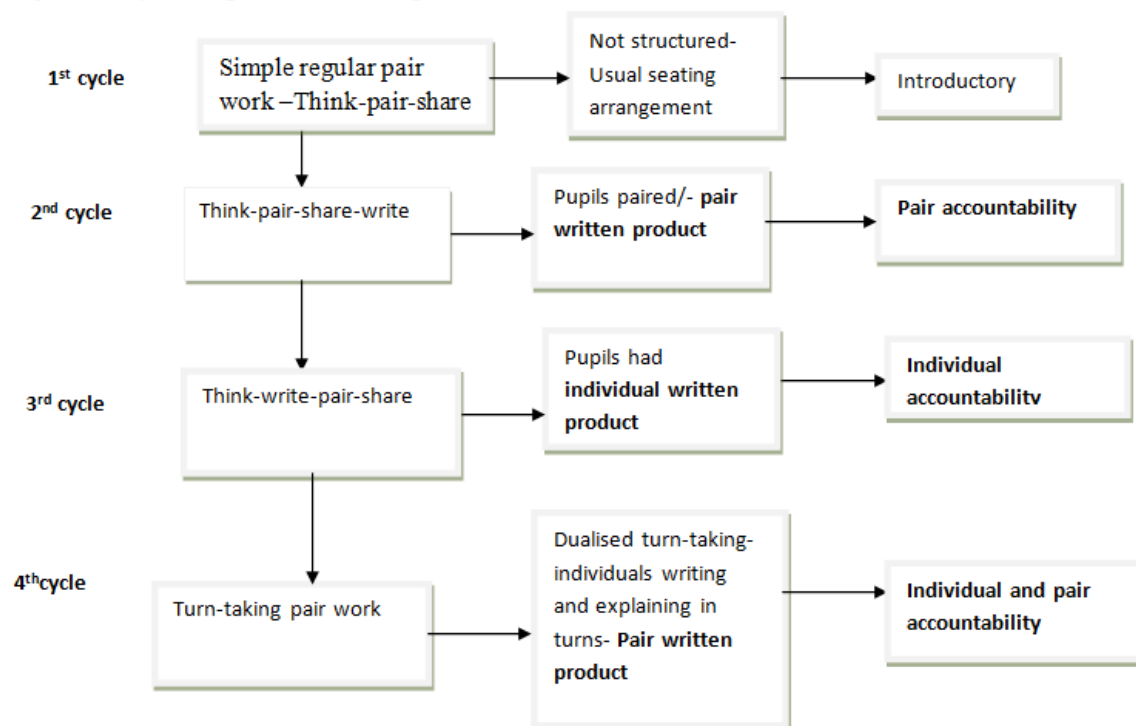 1st cycle
Simple regular pair
work –Think-pair-share
Not structured-
Usual seating
arrangement
Introductory
2nd cycle
Think-pair-share-write
Pupils paired/- pair
written product
Pair accountability
3rd cycle
Think-write-pair-share
Pupils had
individual written
product
Individual
accountability
4thcycle
Turn-taking pair work
Dualised turn-taking-
individuals writing
and explaining in
turns- Pair written
product
Individual and pair
accountability